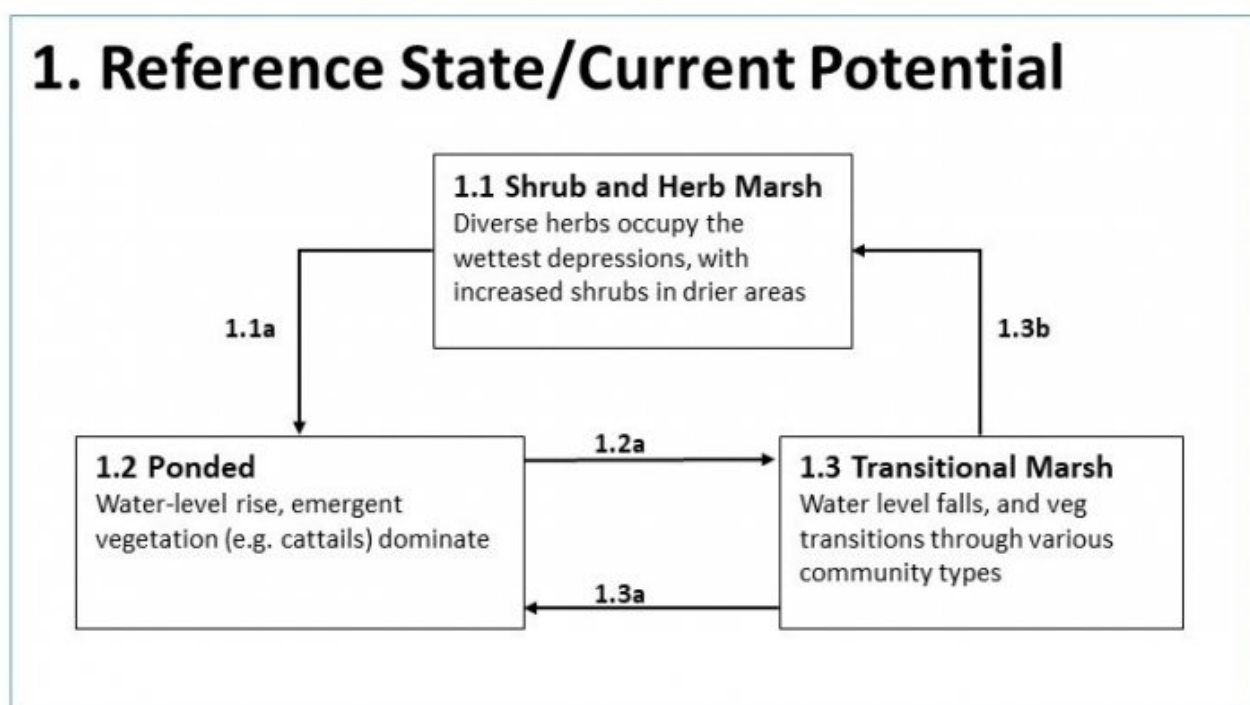 1. Reference State/Current Potential
1.1 Shrub and Herb Marsh
Diverse herbs occupy the
wettest depressions, with
increased shrubs in drier areas
1.1a
1.3b
1.2 Ponded
Water-level rise, emergent
vegetation (e.g. cattails) dominate
1.2a
1.3a
1.3 Transitional Marsh
Water level falls, and veg
transitions through various
community types